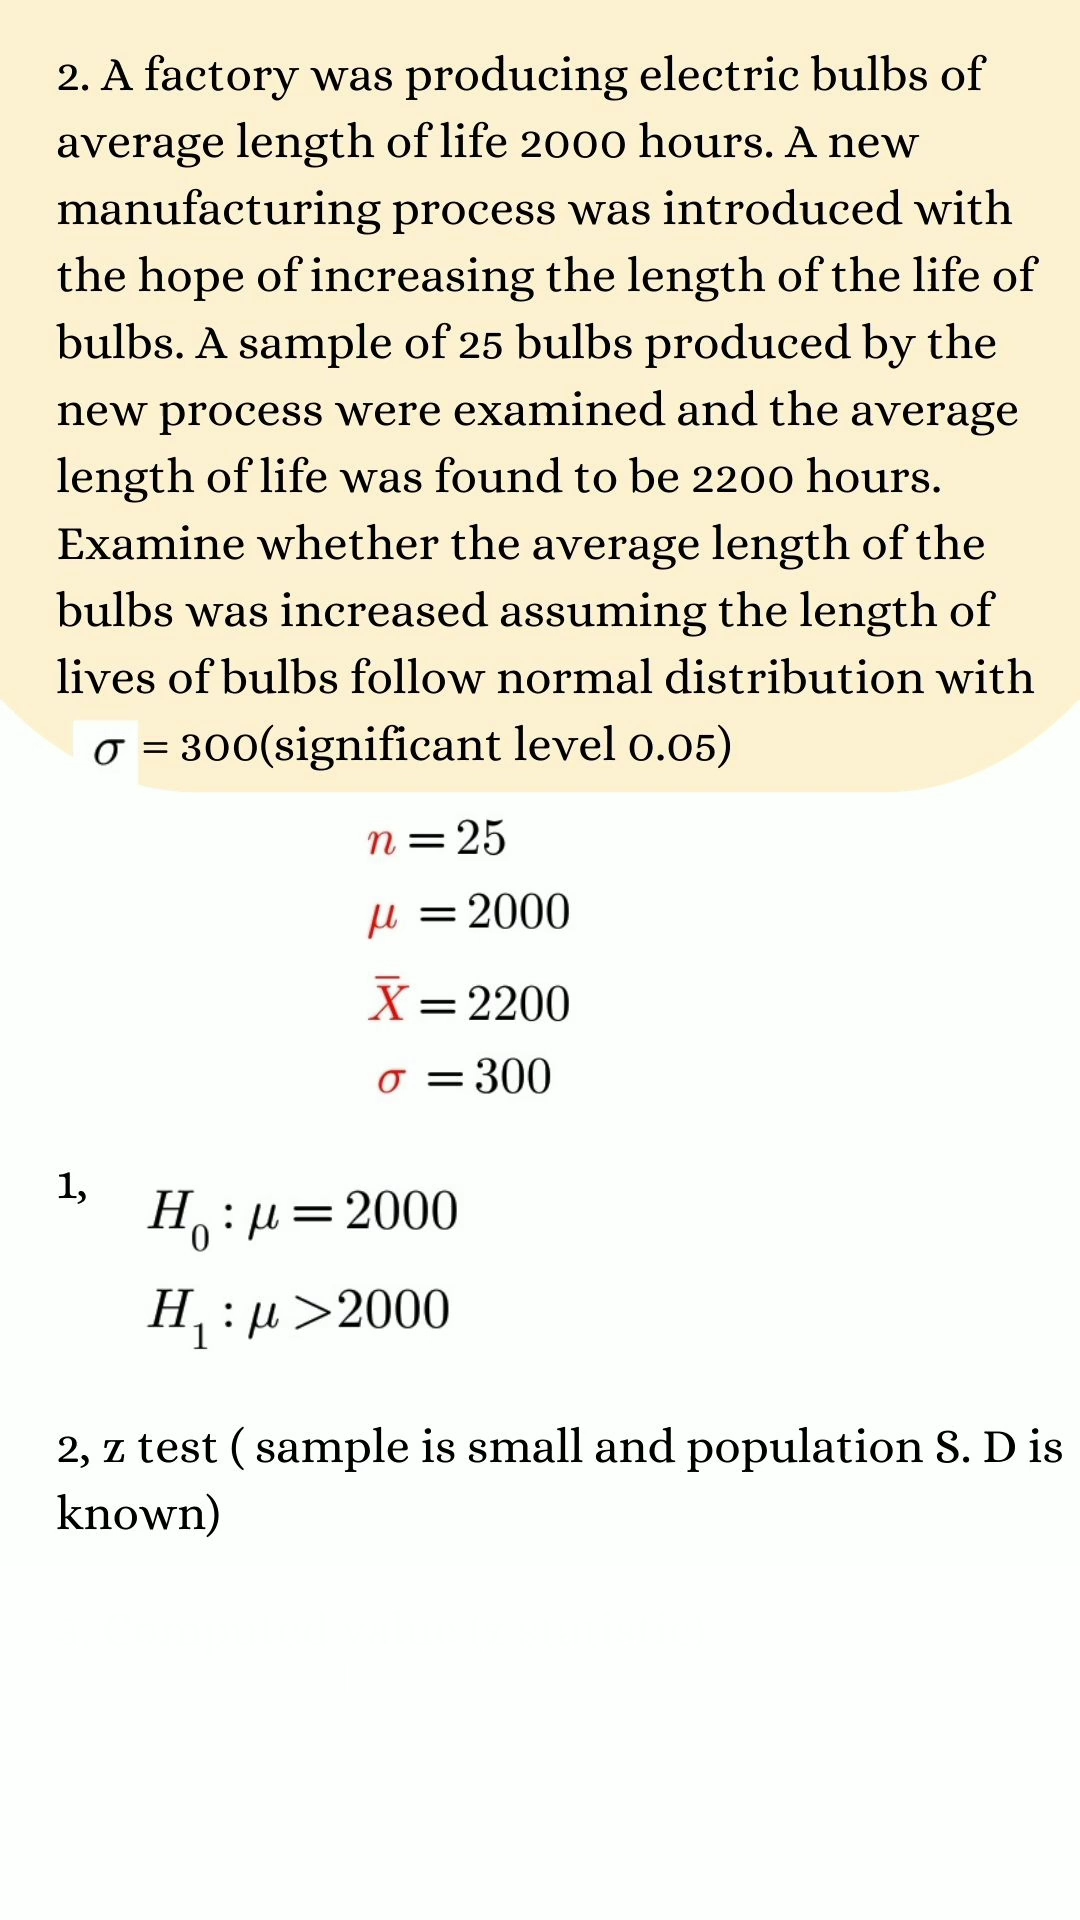 2. A factory was producing electric bulbs of
average length of life 2000 hours. A new
manufacturing process was introduced with
the hope of increasing the length of the life of
bulbs. A sample of 25 bulbs produced by the
new process were examined and the average
length of life was found to be 2200 hours.
Examine whether the average length of the
bulbs was increased assuming the length of
lives of bulbs follow normal distribution with
σ = 300(significant level 0.05)
n = 25
μ = 2000
X̅ = 2200
σ = 300
1,
H₀ : μ = 2000
H₁ : μ >2000
2, z test ( sample is small and population S. D is
known)